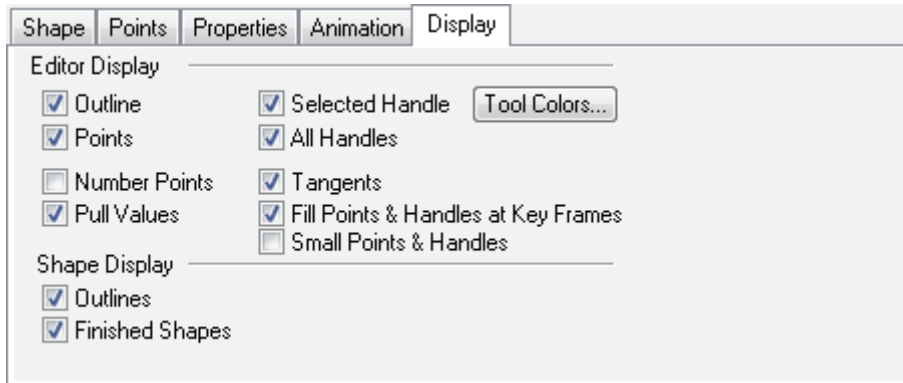 Shape Points Properties Animation Display
Editor Display
Outline Selected Handle Tool Colors...
Points All Handles
Number Points Tangents
Pull Values Fill Points & Handles at Key Frames
Small Points & Handles
Shape Display
Outlines
Finished Shapes